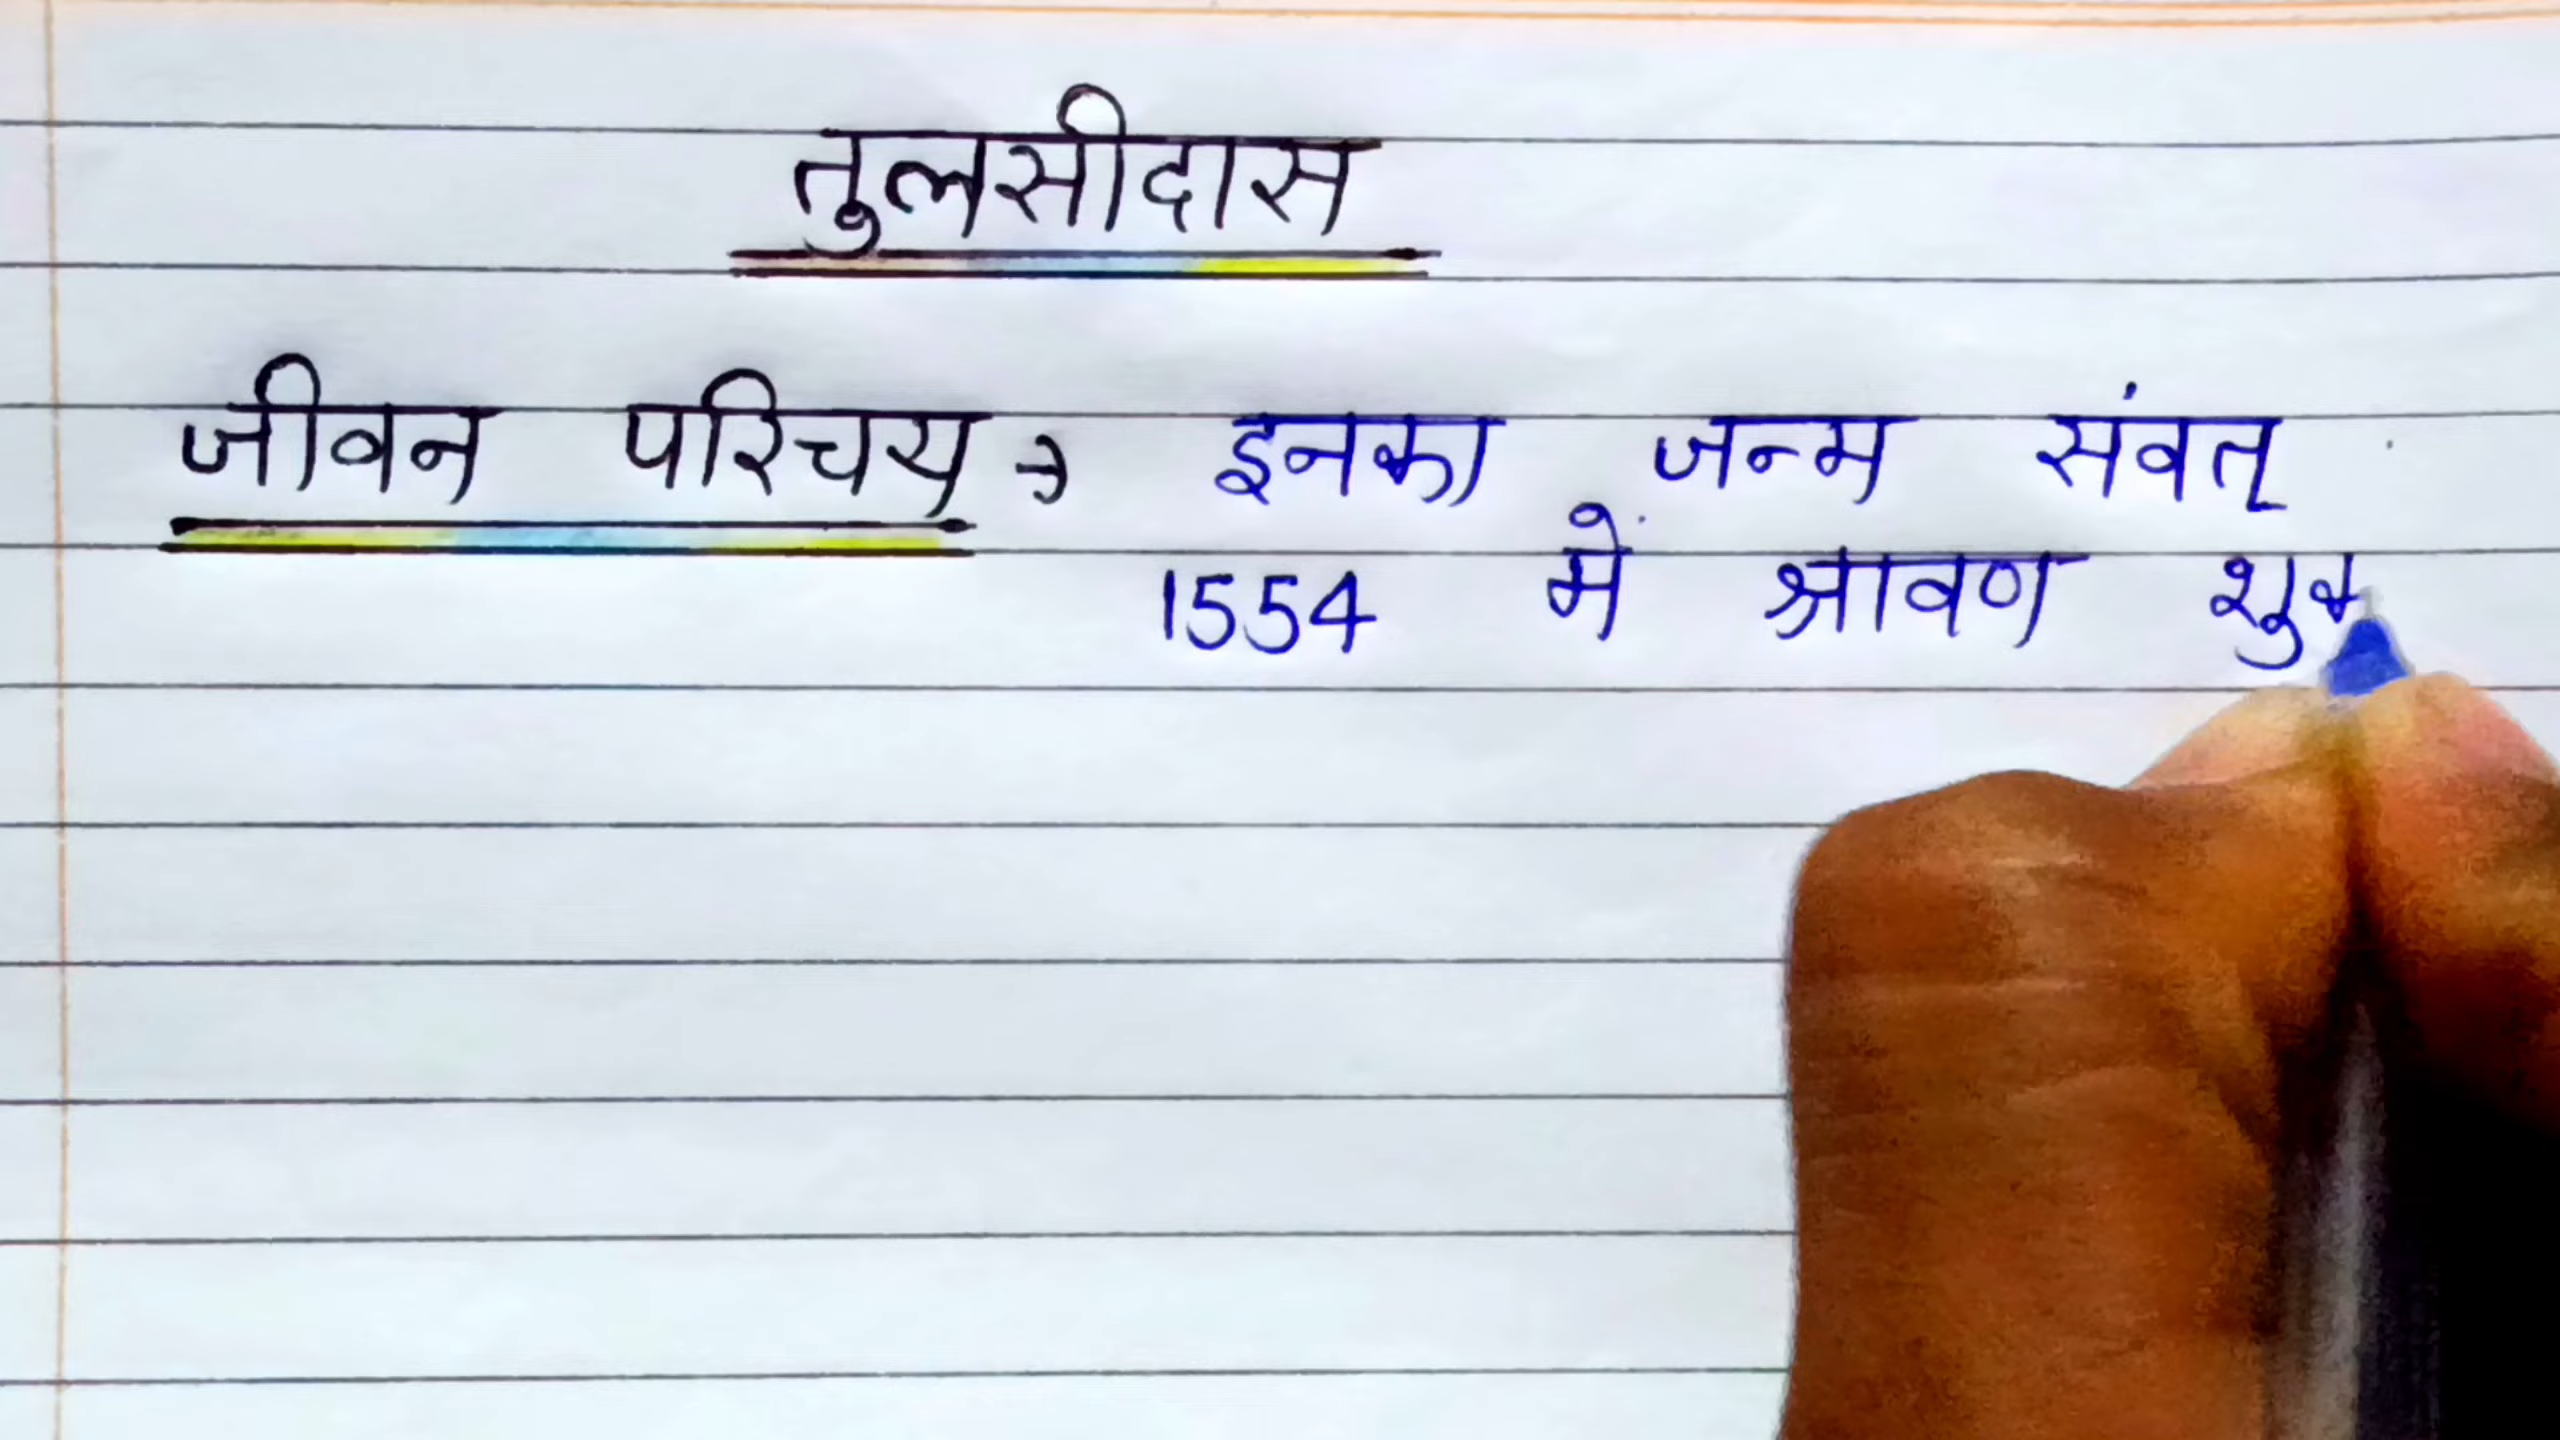 तुलसीदास
जीवन परिचय → इनका जन्म संवत्
1554 में श्रावण